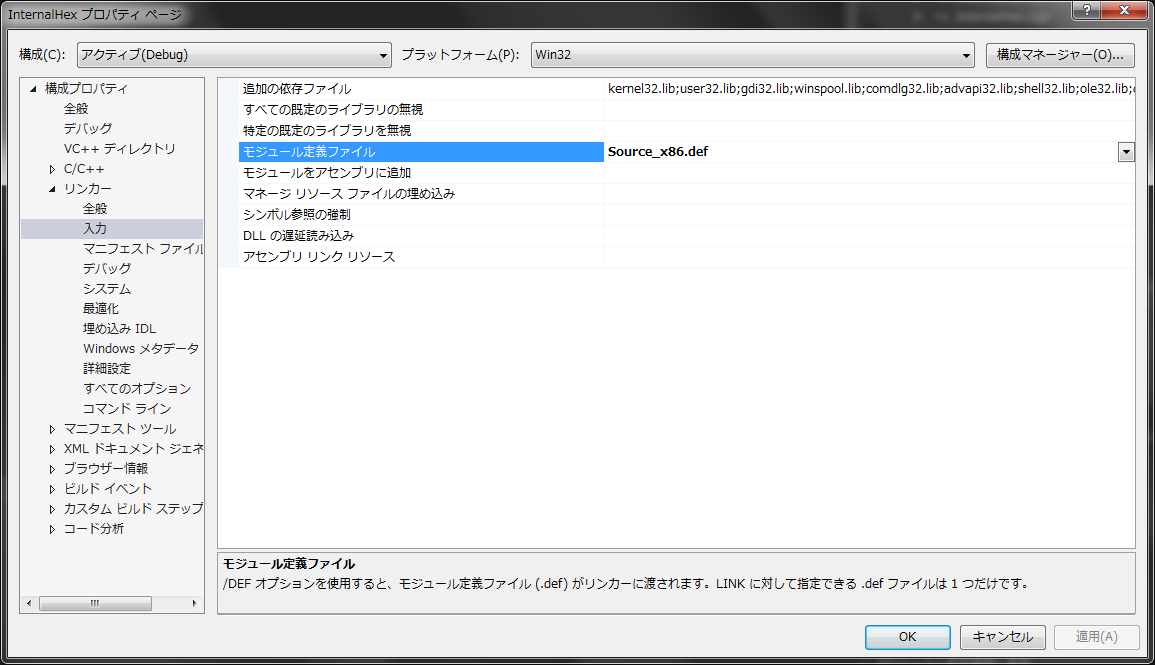 InternalHex プロパティ ページ
構成(C): アクティブ(Debug) プラットフォーム(P): Win32 構成マネージャー(O)...
構成プロパティ
全般
デバッグ
VC++ ディレクトリ
C/C++
リンカー
全般
入力
マニフェスト ファイル
デバッグ
システム
最適化
埋め込み IDL
Windows メタデータ
詳細設定
すべてのオプション
コマンド ライン
マニフェスト ツール
XML ドキュメント ジェネ
ブラウザー情報
ビルド イベント
カスタム ビルド ステップ
コード分析
追加の依存ファイル kernel32.lib;user32.lib;gdi32.lib;winspool.lib;comdlg32.lib;advapi32.lib;shell32.lib;ole32.lib;
すべての既定のライブラリの無視
特定の既定のライブラリを無視
モジュール定義ファイル Source_x86.def
モジュールをアセンブリに追加
マネージ リソース ファイルの埋め込み
シンボル参照の強制
DLL の遅延読み込み
アセンブリ リンク リソース
モジュール定義ファイル
/DEF オプションを使用すると、モジュール定義ファイル (.def) がリンカーに渡されます。LINK に対して指定できる .def ファイルは 1 つだけです。
OK キャンセル 適用(A)